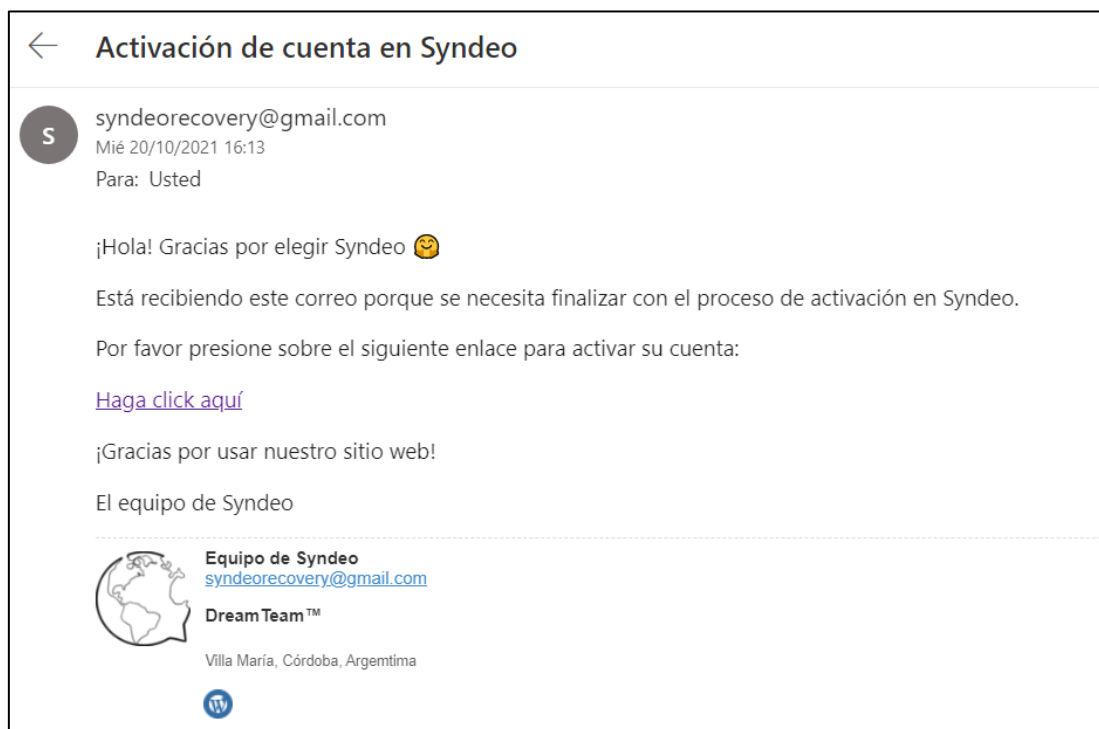 Activación de cuenta en Syndeo
S
syndeorecovery@gmail.com
Mié 20/10/2021 16:13
Para: Usted
¡Hola! Gracias por elegir Syndeo 🤗
Está recibiendo este correo porque se necesita finalizar con el proceso de activación en Syndeo.
Por favor presione sobre el siguiente enlace para activar su cuenta:
Haga click aquí
¡Gracias por usar nuestro sitio web!
El equipo de Syndeo
Equipo de Syndeo
syndeorecovery@gmail.com
DreamTeam™
Villa María, Córdoba, Argemtima